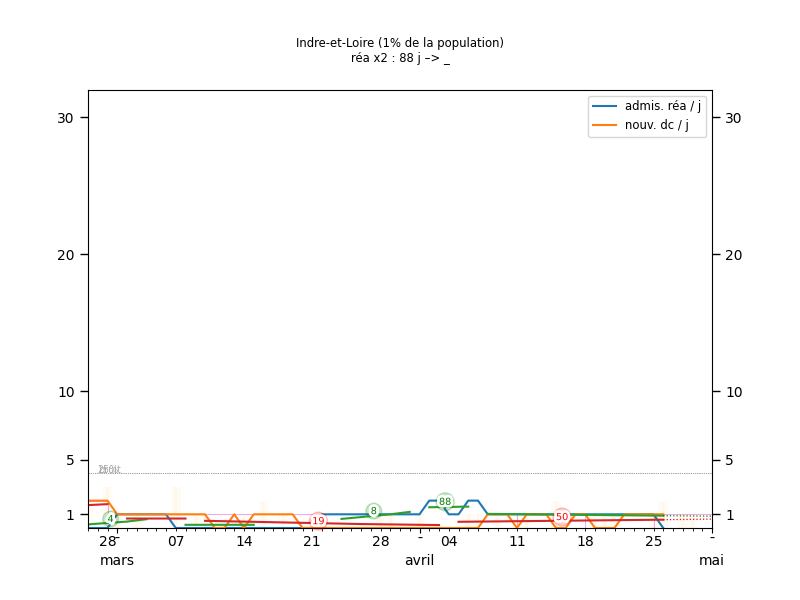 Indre-et-Loire (1% de la population)
réa x2 : 88 j –> _
admis. réa / j
nouv. dc / j
30 30
20 20
10 10
5 5
1 1
4 19 8 88 50
28 07 14 21 28 04 11 18 25
mars avril mai